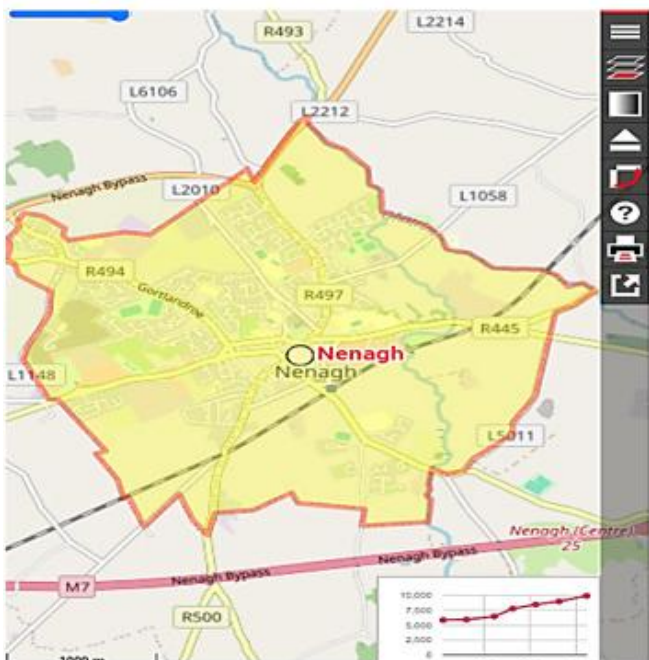 L2214
R493
L6106
L2212
Nenagh Bypass
L2010
L1058
R494
Gortlandroe
R497
R445
Nenagh
Nenagh
L1148
L5011
Nenagh (Centre)
25
Nenagh Bypass
M7
Nenagh Bypass
R500
10,000
7,500
5,000
2,500
0
1000 m
?